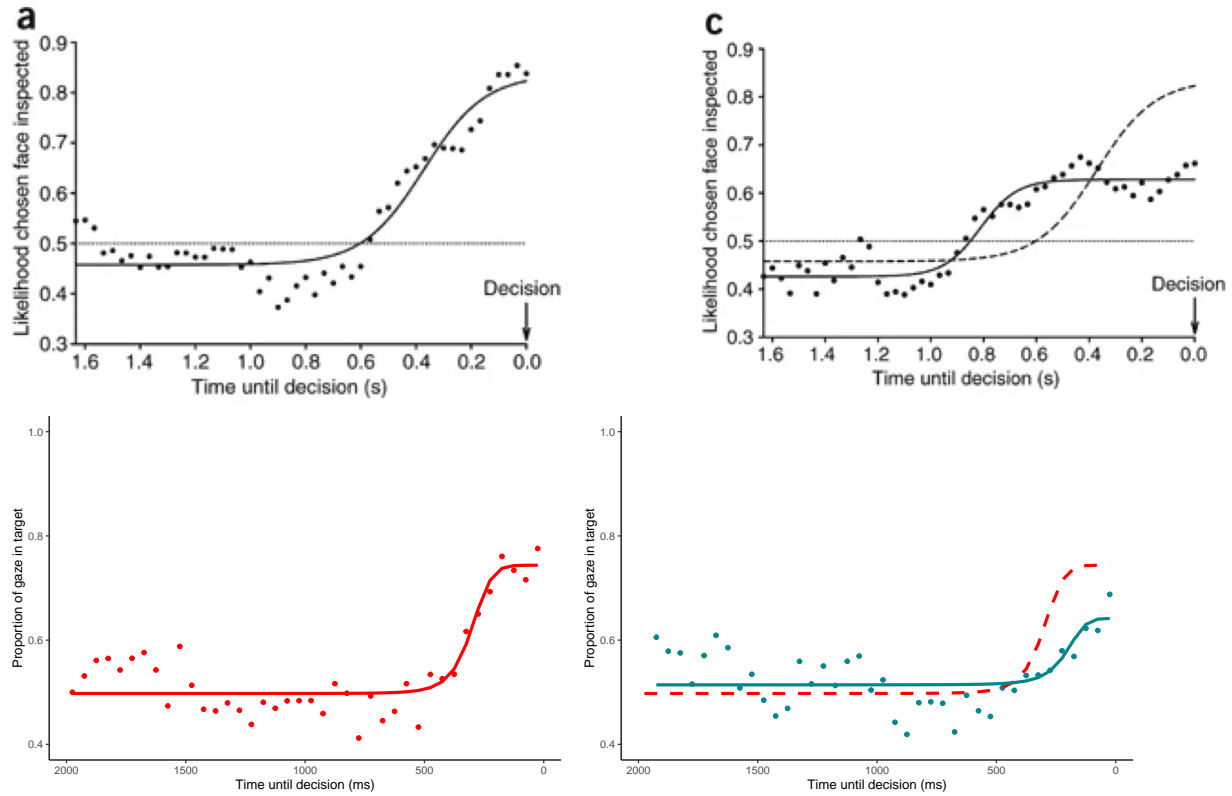 a
Likelihood chosen face inspected
0.9
0.8
0.7
0.6
0.5
0.4
0.3
Decision
1.6 1.4 1.2 1.0 0.8 0.6 0.4 0.2 0.0
Time until decision (s)
c
Likelihood chosen face inspected
0.9
0.8
0.7
0.6
0.5
0.4
0.3
Decision
1.6 1.4 1.2 1.0 0.8 0.6 0.4 0.2 0.0
Time until decision (s)
Proportion of gaze in target
1.0
0.8
0.6
0.4
2000 1500 1000 500 0
Time until decision (ms)
Proportion of gaze in target
1.0
0.8
0.6
0.4
2000 1500 1000 500 0
Time until decision (ms)